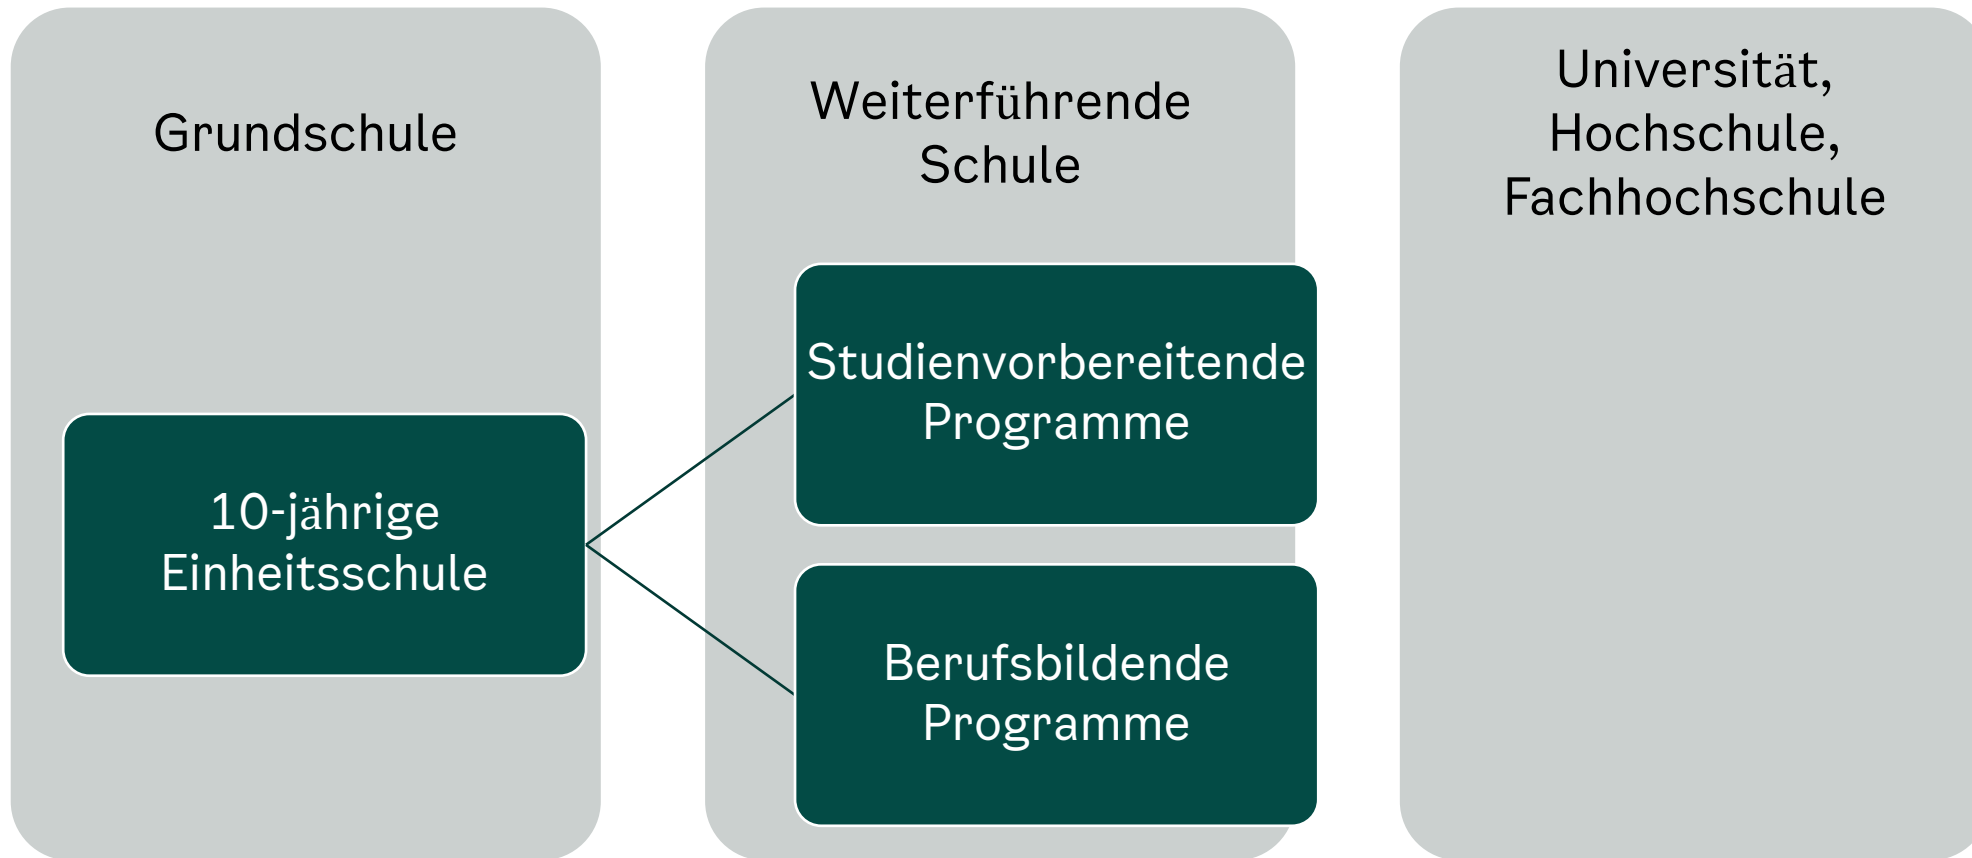 Grundschule
10-jährige
Einheitsschule
Weiterführende
Schule
Studienvorbereitende
Programme
Berufsbildende
Programme
Universität,
Hochschule,
Fachhochschule